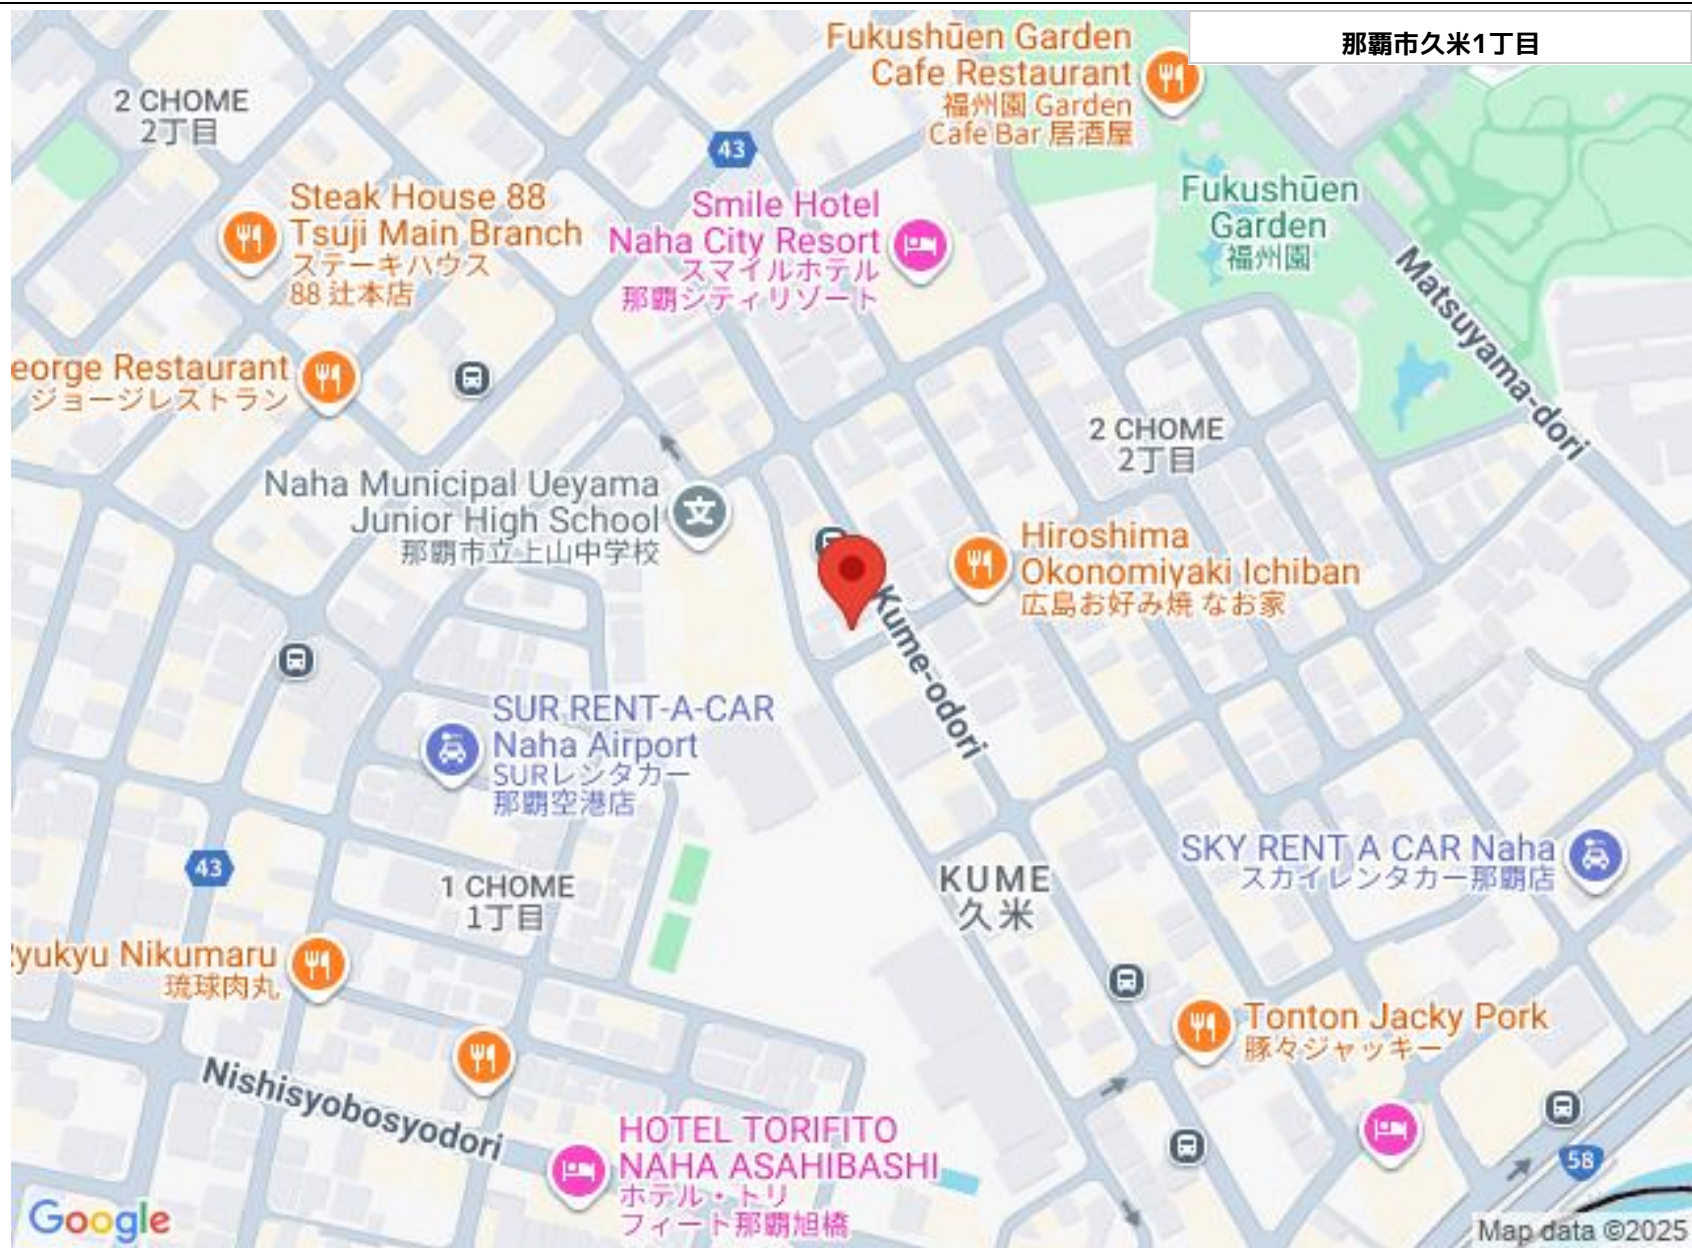 那覇市久米1丁目
Fukushūen Garden
Cafe Restaurant
福州園 Garden
Cafe Bar 居酒屋
2 CHOME
2丁目
43
Steak House 88
Tsuji Main Branch
ステーキハウス
88 辻本店
Smile Hotel
Naha City Resort
スマイルホテル
那覇シティリゾート
Fukushūen
Garden
福州園
Matsuyama-dori
eorge Restaurant
ジョージレストラン
2 CHOME
2丁目
Naha Municipal Ueyama
Junior High School
那覇市立上山中学校
文
Hiroshima
Okonomiyaki Ichiban
広島お好み焼 なお家
Kume-odori
SUR RENT-A-CAR
Naha Airport
SURレンタカー
那覇空港店
SKY RENT A CAR Naha
スカイレンタカー那覇店
43
1 CHOME
1丁目
KUME
久米
yukyu Nikumaru
琉球肉丸
Tonton Jacky Pork
豚々ジャッキー
Nishisyobosyodori
HOTEL TORIFITO
NAHA ASAHIBASHI
ホテル・トリ
フィート那覇旭橋
58
Google
Map data ©2025